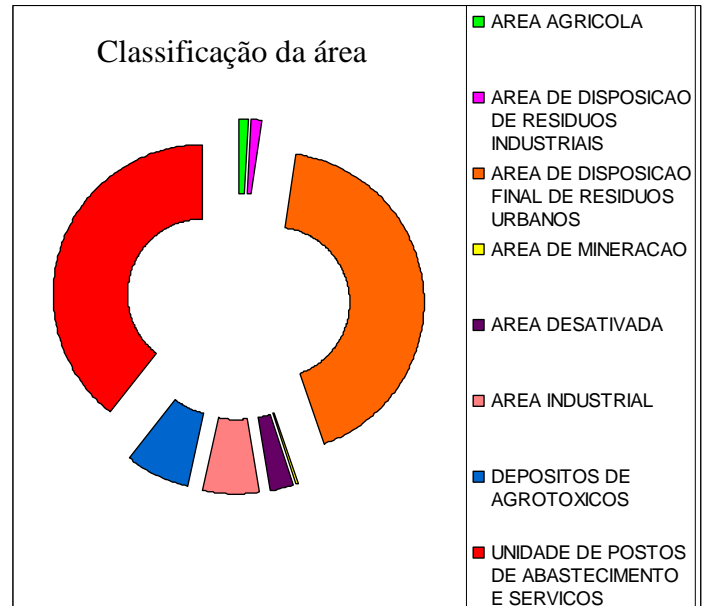 Classificação da área
AREA AGRICOLA
AREA DE DISPOSICAO
DE RESIDUOS
INDUSTRIAIS
AREA DE DISPOSICAO
FINAL DE RESIDUOS
URBANOS
AREA DE MINERACAO
AREA DESATIVADA
AREA INDUSTRIAL
DEPOSITOS DE
AGROTOXICOS
UNIDADE DE POSTOS
DE ABASTECIMENTO
E SERVICOS